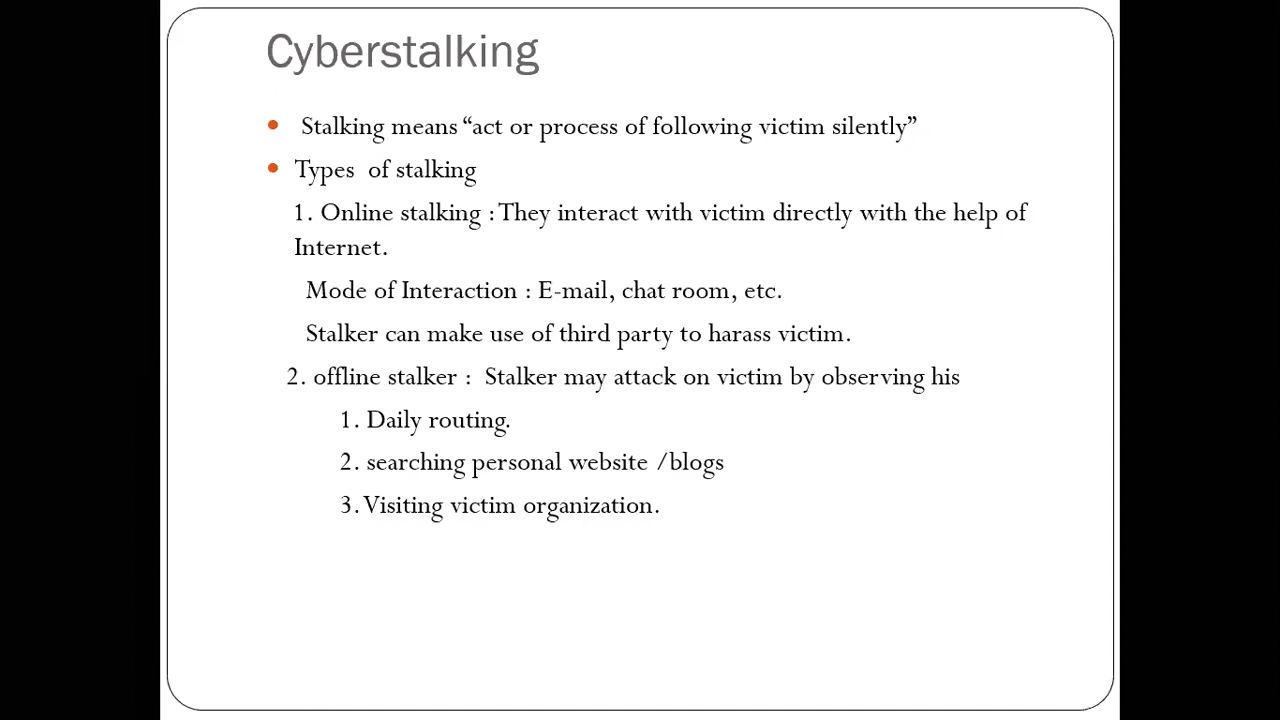 Cyberstalking
Stalking means “act or process of following victim silently”
Types of stalking
1. Online stalking : They interact with victim directly with the help of
Internet.
Mode of Interaction : E-mail, chat room, etc.
Stalker can make use of third party to harass victim.
2. offline stalker : Stalker may attack on victim by observing his
1. Daily routing.
2. searching personal website /blogs
3. Visiting victim organization.